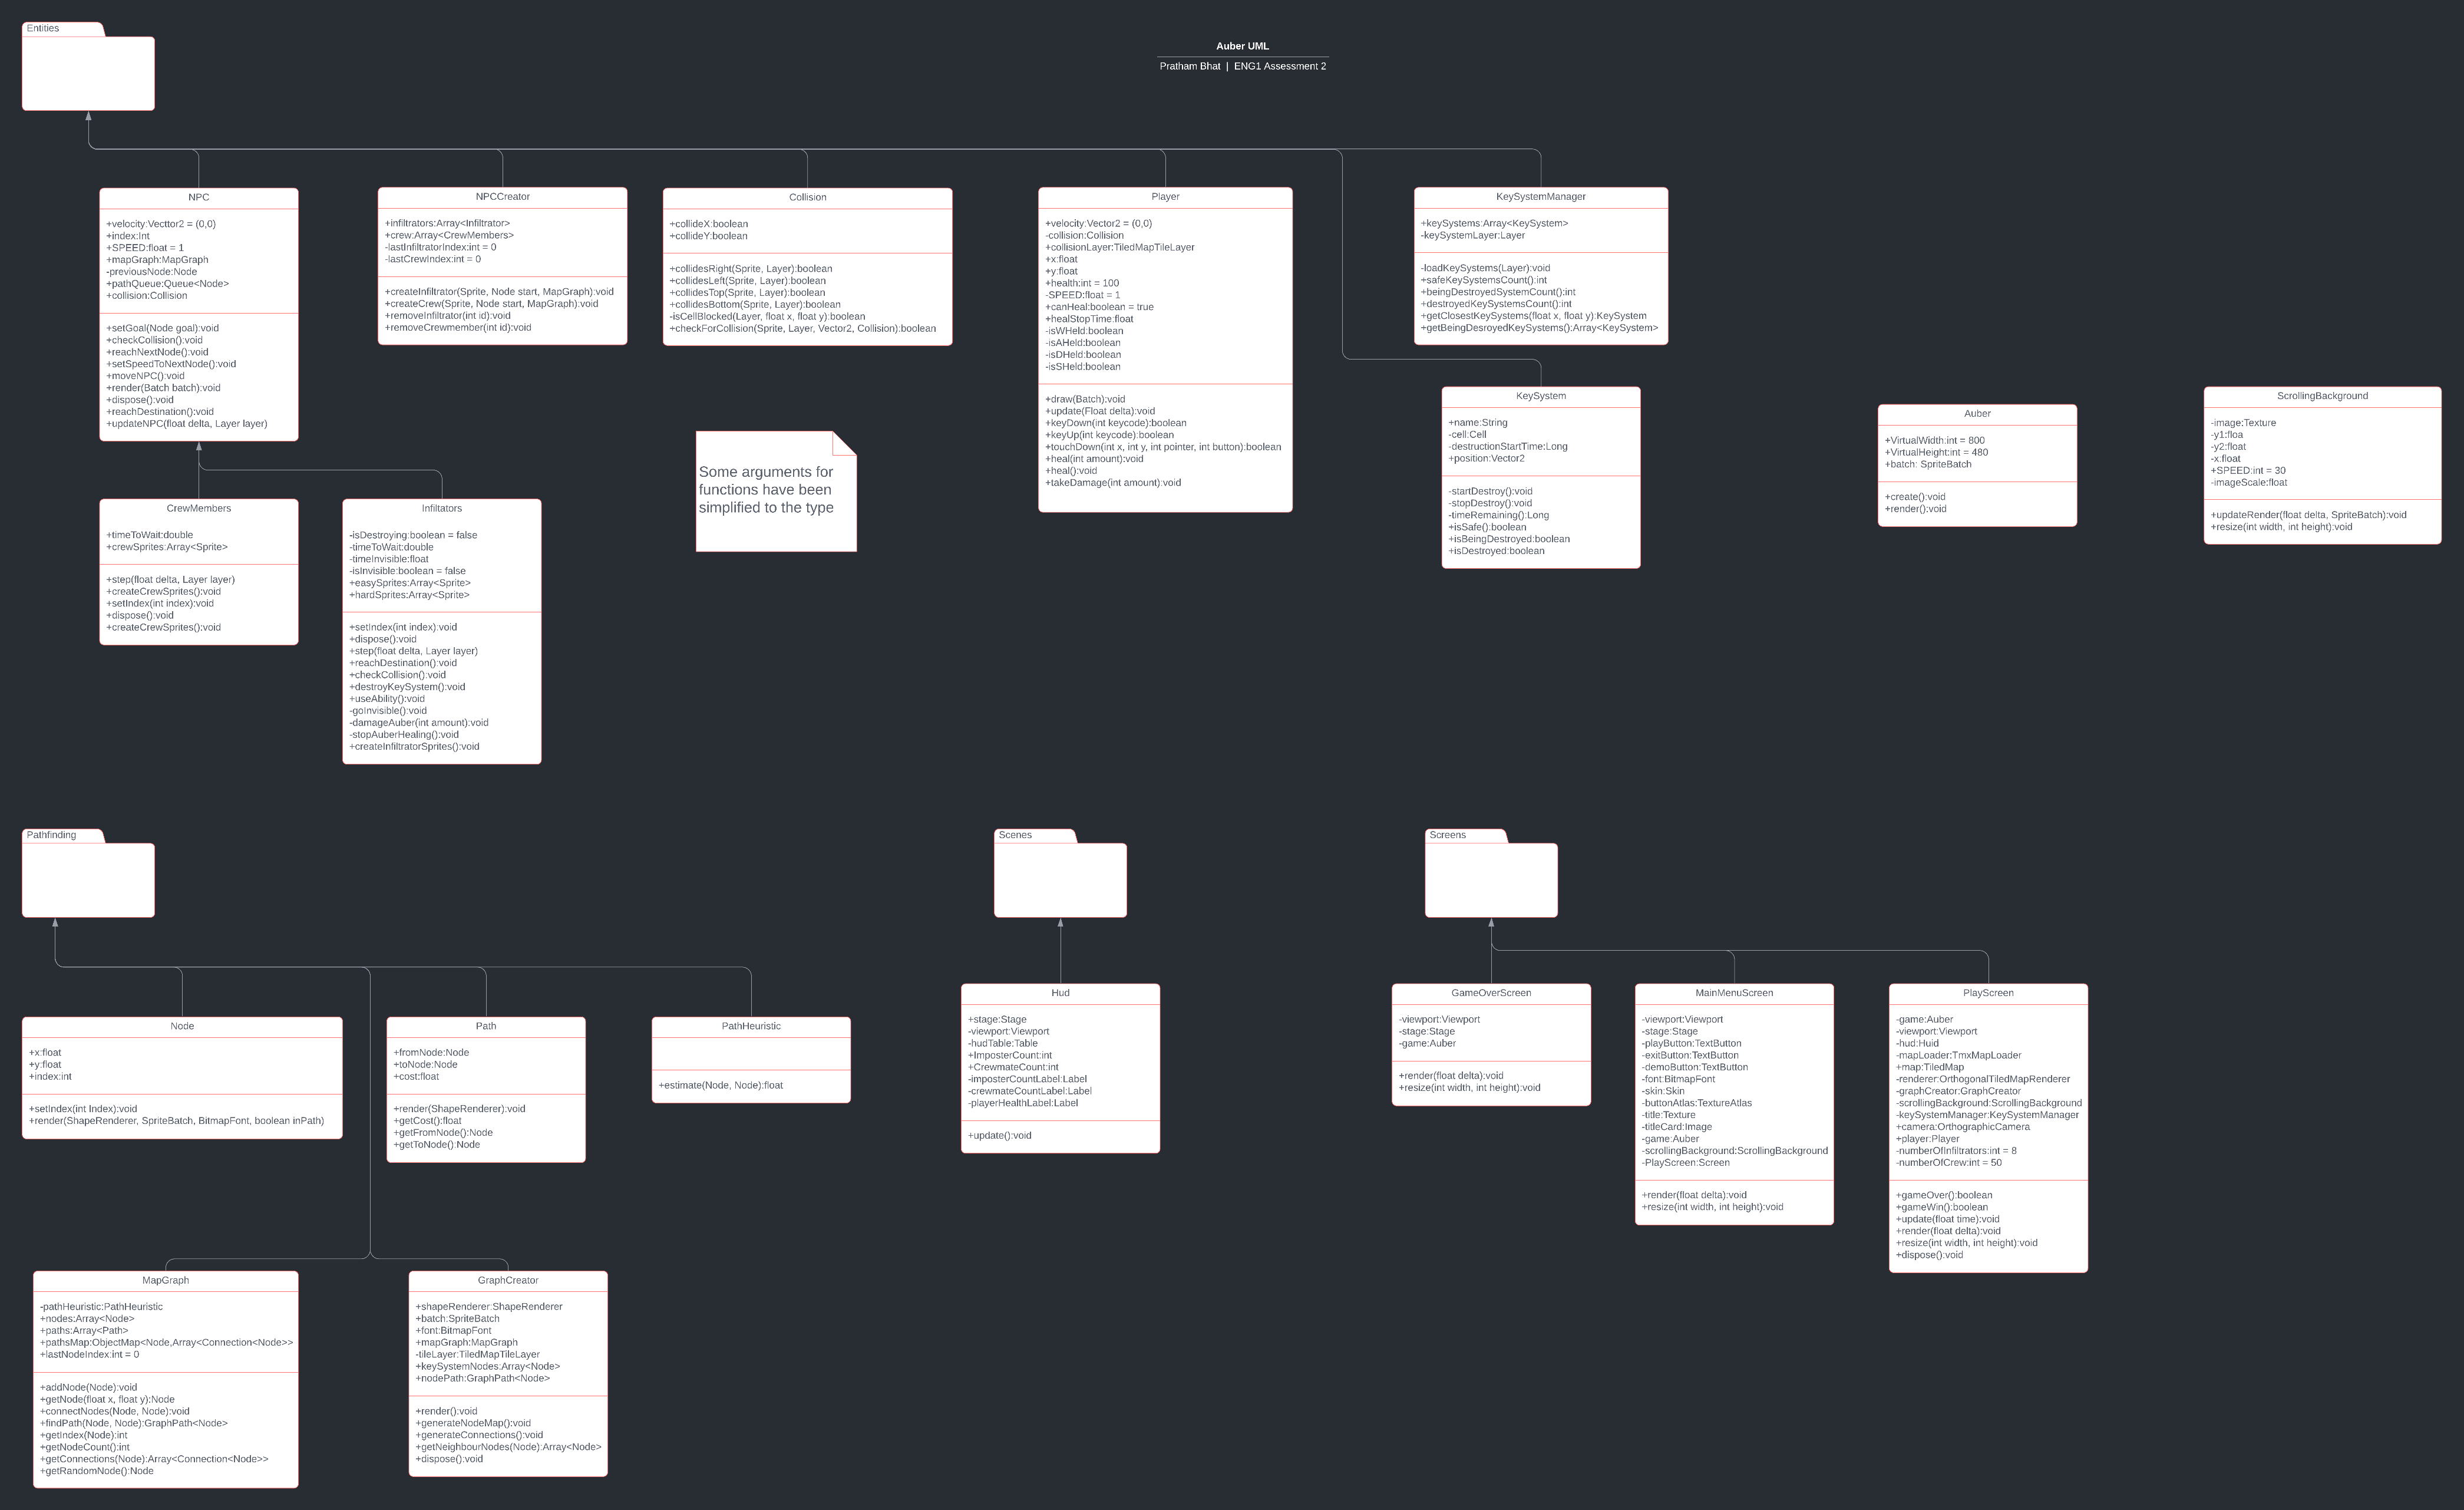 Entities
Auber UML
Pratham Bhat | ENG1 Assessment 2
NPC
+velocity:Vecttor2 = (0,0)
+index:Int
+SPEED:float = 1
+mapGraph:MapGraph
-previousNode:Node
+pathQueue:Queue<Node>
+collision:Collision
+setGoal(Node goal):void
+checkCollision():void
+reachNextNode():void
+setSpeedToNextNode():void
+moveNPC():void
+render(Batch batch):void
+dispose():void
+reachDestination():void
+updateNPC(float delta, Layer layer)
NPCCreator
+infiltrators:Array<Infiltrator>
+crew:Array<CrewMembers>
-lastInfiltratorIndex:int = 0
-lastCrewIndex:int = 0
+createInfiltrator(Sprite, Node start, MapGraph):void
+createCrew(Sprite, Node start, MapGraph):void
+removeInfiltrator(int id):void
+removeCrewmember(int id):void
Collision
+collideX:boolean
+collideY:boolean
+collidesRight(Sprite, Layer):boolean
+collidesLeft(Sprite, Layer):boolean
+collidesTop(Sprite, Layer):boolean
+collidesBottom(Sprite, Layer):boolean
-isCellBlocked(Layer, float x, float y):boolean
+checkForCollision(Sprite, Layer, Vector2, Collision):boolean
Player
+velocity:Vector2 = (0,0)
-collision:Collision
+collisionLayer:TiledMapTileLayer
+x:float
+y:float
+health:int = 100
-SPEED:float = 1
+canHeal:boolean = true
+healStopTime:float
-isWHeld:boolean
-isAHeld:boolean
-isDHeld:boolean
-isSHeld:boolean
+draw(Batch):void
+update(Float delta):void
+keyDown(int keycode):boolean
+keyUp(int keycode):boolean
+touchDown(int x, int y, int pointer, int button):boolean
+heal(int amount):void
+heal():void
+takeDamage(int amount):void
KeySystemManager
+keySystems:Array<KeySystem>
-keySystemLayer:Layer
-loadKeySystems(Layer):void
+safeKeySystemsCount():int
+beingDestroyedSystemCount():int
+destroyedKeySystemsCount():int
+getClosestKeySystems(float x, float y):KeySystem
+getBeingDesroyedKeySystems():Array<KeySystem>
KeySystem
+name:String
-cell:Cell
-destructionStartTime:Long
+position:Vector2
-startDestroy():void
-stopDestroy():void
-timeRemaining():Long
+isSafe():boolean
+isBeingDestroyed:boolean
+isDestroyed:boolean
Auber
+VirtualWidth:int = 800
+VirtualHeight:int = 480
+batch: SpriteBatch
+create():void
+render():void
ScrollingBackground
-image:Texture
-y1:floa
-y2:float
-x:float
+SPEED:int = 30
-imageScale:float
+updateRender(float delta, SpriteBatch):void
+resize(int width, int height):void
Some arguments for
functions have been
simplified to the type
CrewMembers
+timeToWait:double
+crewSprites:Array<Sprite>
+step(float delta, Layer layer)
+createCrewSprites():void
+setIndex(int index):void
+dispose():void
+createCrewSprites():void
Infiltators
-isDestroying:boolean = false
-timeToWait:double
-timeInvisible:float
-isInvisible:boolean = false
+easySprites:Array<Sprite>
+hardSprites:Array<Sprite>
+setIndex(int index):void
+dispose():void
+step(float delta, Layer layer)
+reachDestination():void
+checkCollision():void
+destroyKeySystem():void
+useAbility():void
-goInvisible():void
-damageAuber(int amount):void
-stopAuberHealing():void
+createInfiltratorSprites():void
Pathfinding
Scenes
Screens
Node
+x:float
+y:float
+index:int
+setIndex(int Index):void
+render(ShapeRenderer, SpriteBatch, BitmapFont, boolean inPath)
Path
+fromNode:Node
+toNode:Node
+cost:float
+render(ShapeRenderer):void
+getCost():float
+getFromNode():Node
+getToNode():Node
PathHeuristic
+estimate(Node, Node):float
Hud
+stage:Stage
-viewport:Viewport
-hudTable:Table
+ImposterCount:int
+CrewmateCount:int
-imposterCountLabel:Label
-crewmateCountLabel:Label
-playerHealthLabel:Label
+update():void
GameOverScreen
-viewport:Viewport
-stage:Stage
-game:Auber
+render(float delta):void
+resize(int width, int height):void
MainMenuScreen
-viewport:Viewport
-stage:Stage
-playButton:TextButton
-exitButton:TextButton
-demoButton:TextButton
-font:BitmapFont
-skin:Skin
-buttonAtlas:TextureAtlas
-title:Texture
-titleCard:Image
-game:Auber
-scrollingBackground:ScrollingBackground
-PlayScreen:Screen
+render(float delta):void
+resize(int width, int height):void
PlayScreen
-game:Auber
-viewport:Viewport
-hud:Huid
-mapLoader:TmxMapLoader
+map:TiledMap
-renderer:OrthogonalTiledMapRenderer
-graphCreator:GraphCreator
-scrollingBackground:ScrollingBackground
-keySystemManager:KeySystemManager
+camera:OrthographicCamera
+player:Player
-numberOfInfiltrators:int = 8
-numberOfCrew:int = 50
+gameOver():boolean
+gameWin():boolean
+update(float time):void
+render(float delta):void
+resize(int width, int height):void
+dispose():void
MapGraph
-pathHeuristic:PathHeuristic
+nodes:Array<Node>
+paths:Array<Path>
+pathsMap:ObjectMap<Node,Array<Connection<Node>>
+lastNodeIndex:int = 0
+addNode(Node):void
+getNode(float x, float y):Node
+connectNodes(Node, Node):void
+findPath(Node, Node):GraphPath<Node>
+getIndex(Node):int
+getNodeCount():int
+getConnections(Node):Array<Connection<Node>>
+getRandomNode():Node
GraphCreator
+shapeRenderer:ShapeRenderer
+batch:SpriteBatch
+font:BitmapFont
+mapGraph:MapGraph
-tileLayer:TiledMapTileLayer
+keySystemNodes:Array<Node>
+nodePath:GraphPath<Node>
+render():void
+generateNodeMap():void
+generateConnections():void
+getNeighbourNodes(Node):Array<Node>
+dispose():void